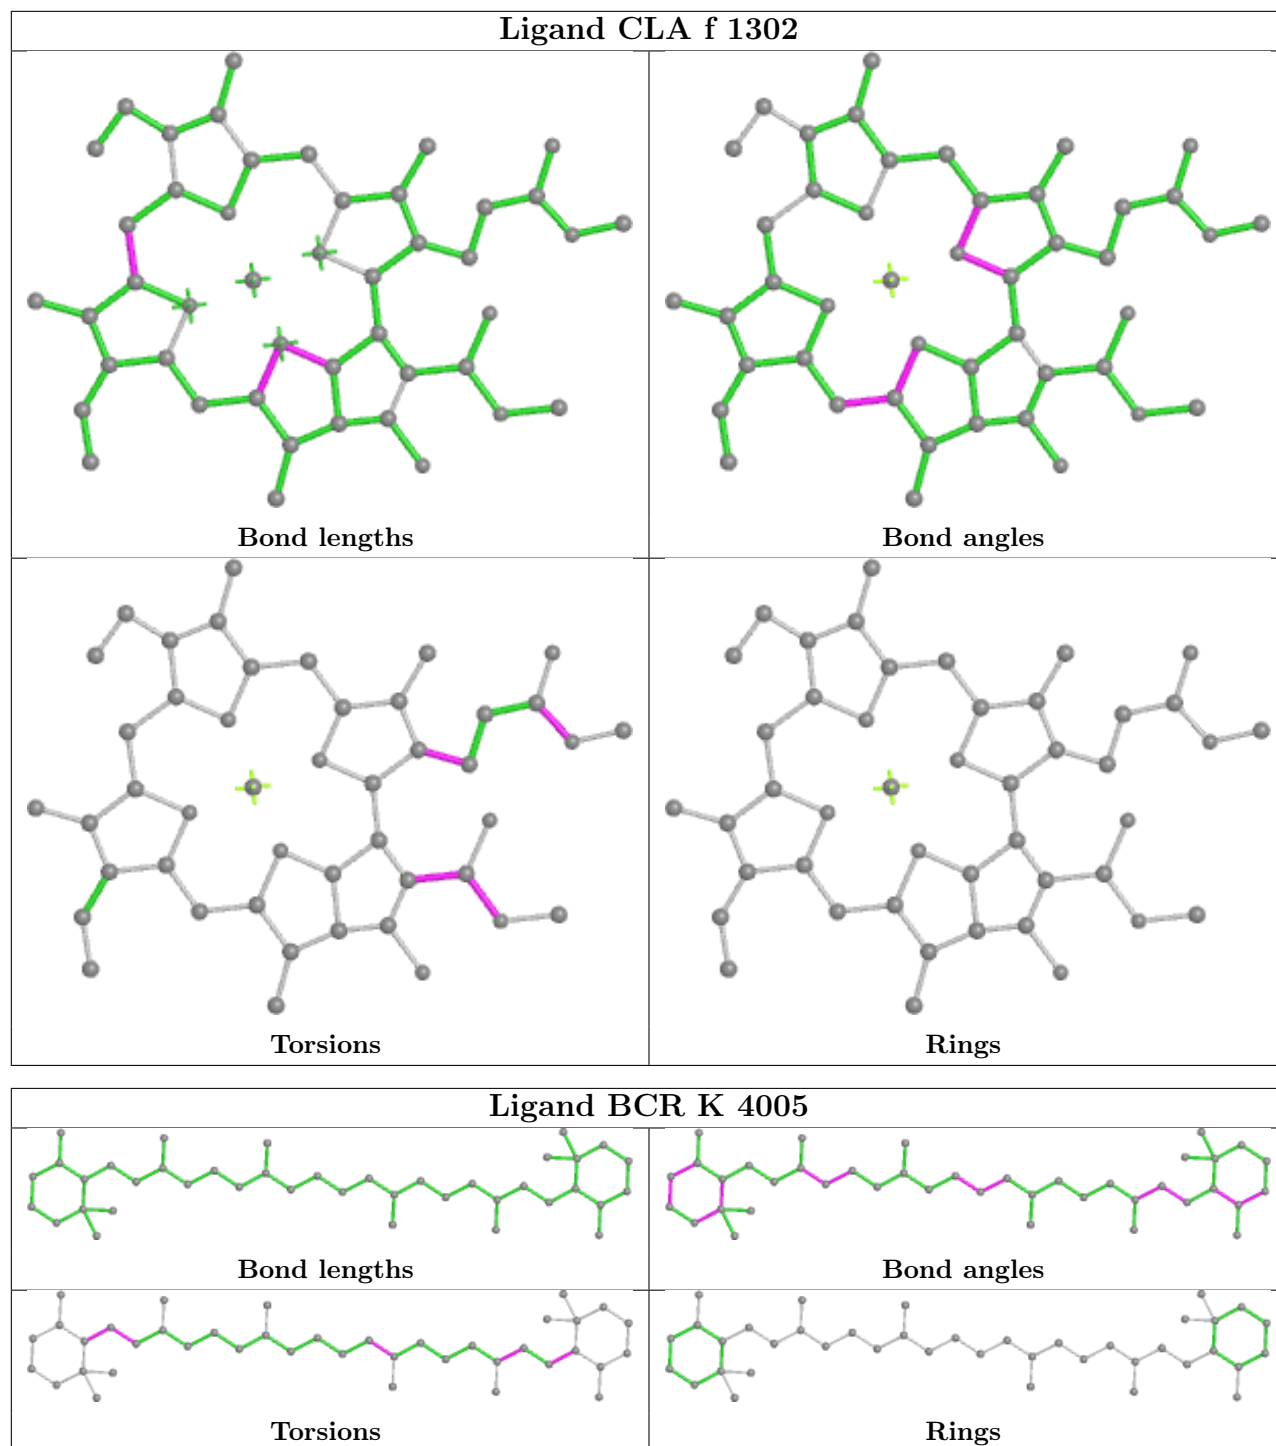 Ligand CLA f 1302
Bond lengths
Bond angles
Torsions
Rings
Ligand BCR K 4005
Bond lengths
Bond angles
Torsions
Rings